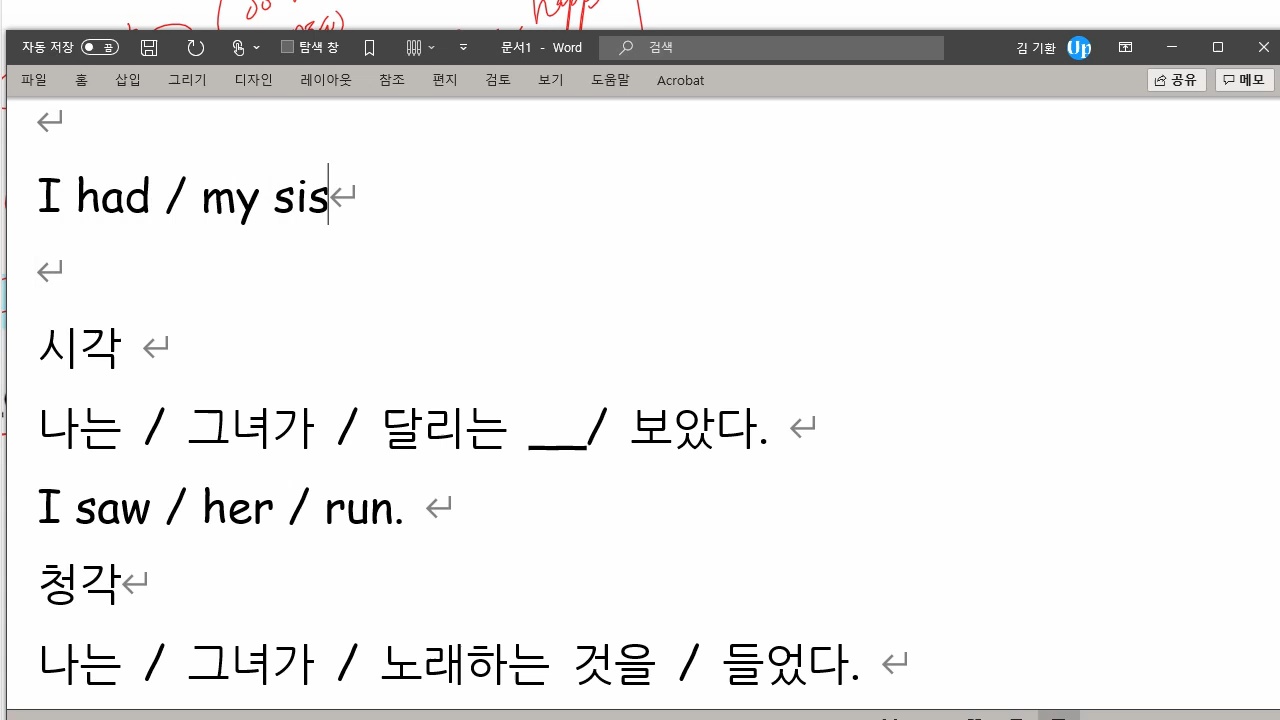 자동 저장 끔 탐색 창 문서1 - Word 검색 김 기환 Up
파일 홈 삽입 그리기 디자인 레이아웃 참조 편지 검토 보기 도움말 Acrobat 공유 메모
I had / my sis
시각
나는 / 그녀가 / 달리는 __/ 보았다.
I saw / her / run.
청각
나는 / 그녀가 / 노래하는 것을 / 들었다.